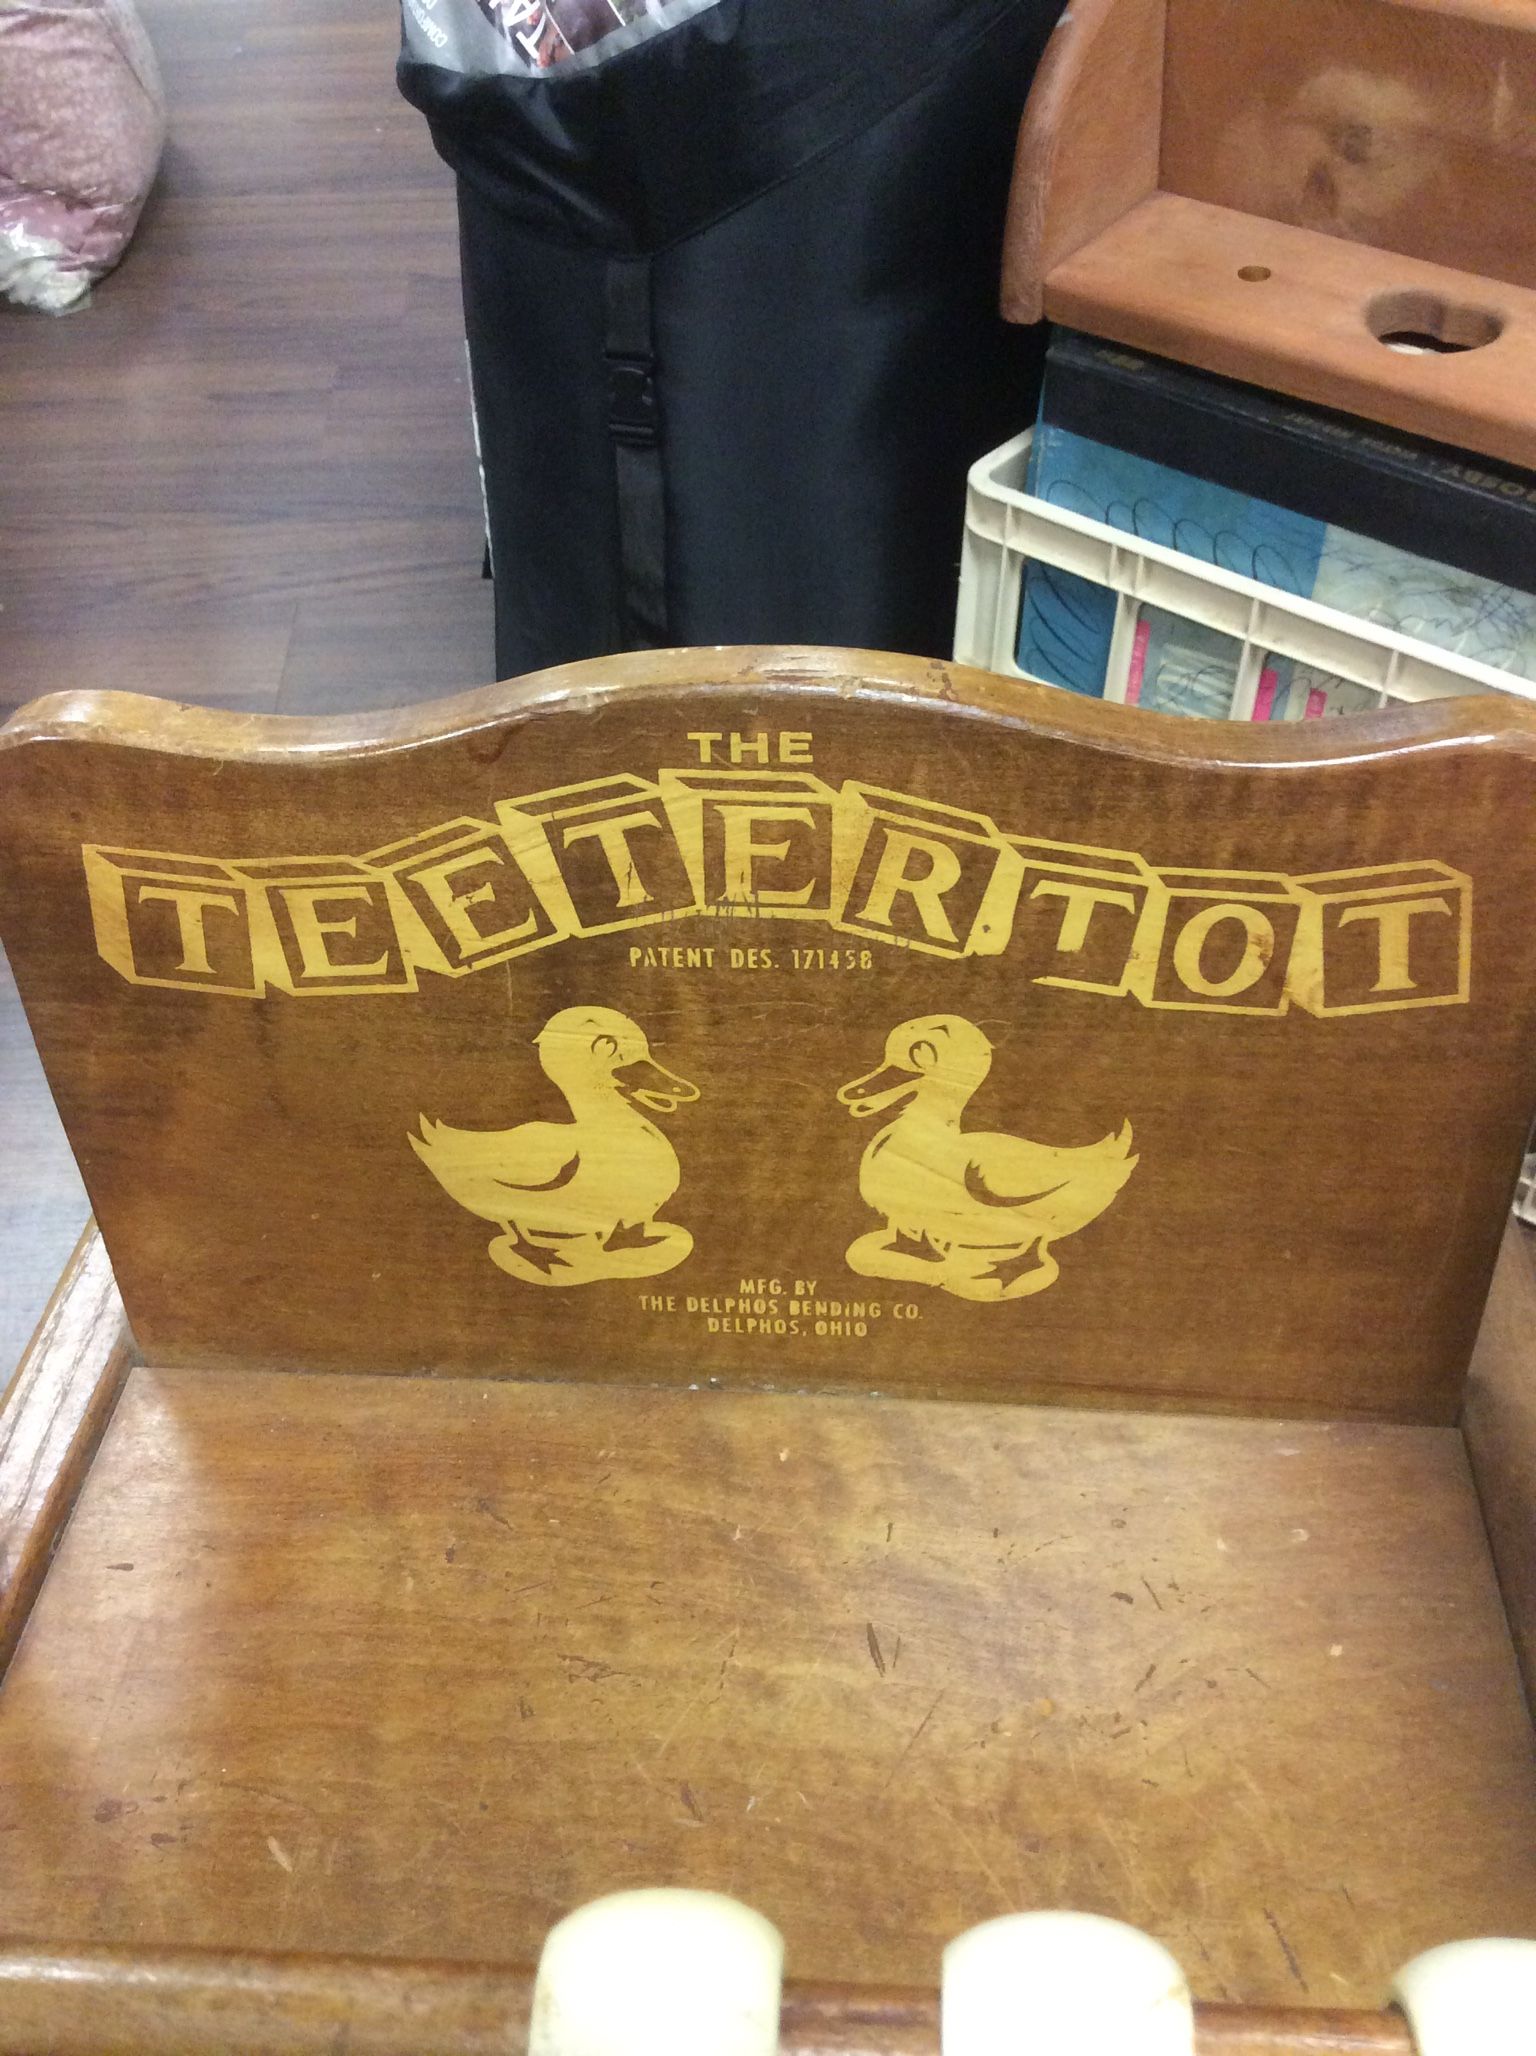 THE
TEETERTOT
PATENT DES. 171458
MFG. BY
THE DELPHOS BENDING CO.
DELPHOS, OHIO